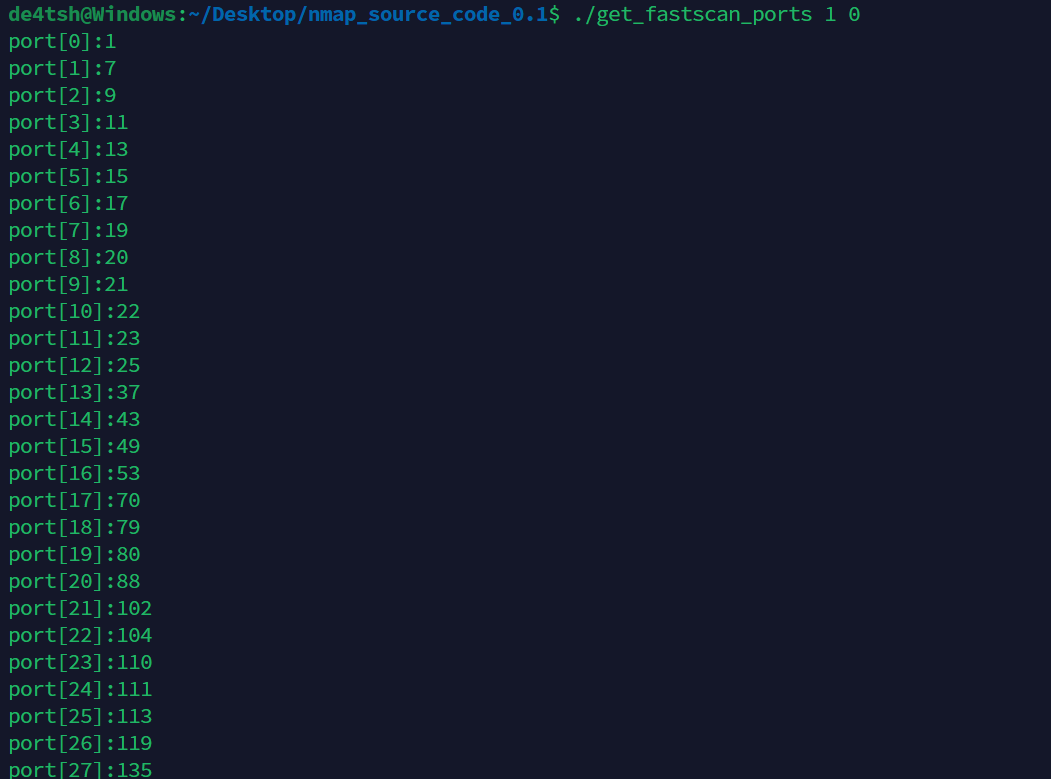 de4tsh@Windows:~/Desktop/nmap_source_code_0.1$ ./get_fastscan_ports 1 0
port[0]:1
port[1]:7
port[2]:9
port[3]:11
port[4]:13
port[5]:15
port[6]:17
port[7]:19
port[8]:20
port[9]:21
port[10]:22
port[11]:23
port[12]:25
port[13]:37
port[14]:43
port[15]:49
port[16]:53
port[17]:70
port[18]:79
port[19]:80
port[20]:88
port[21]:102
port[22]:104
port[23]:110
port[24]:111
port[25]:113
port[26]:119
port[27]:135